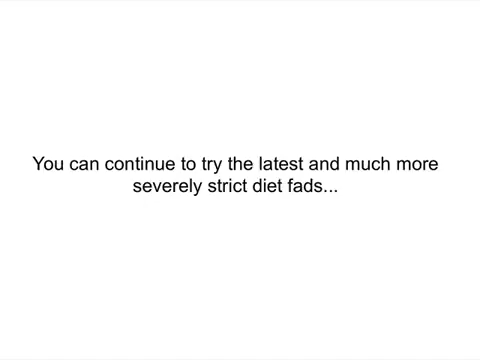 You can continue to try the latest and much more
severely strict diet fads...